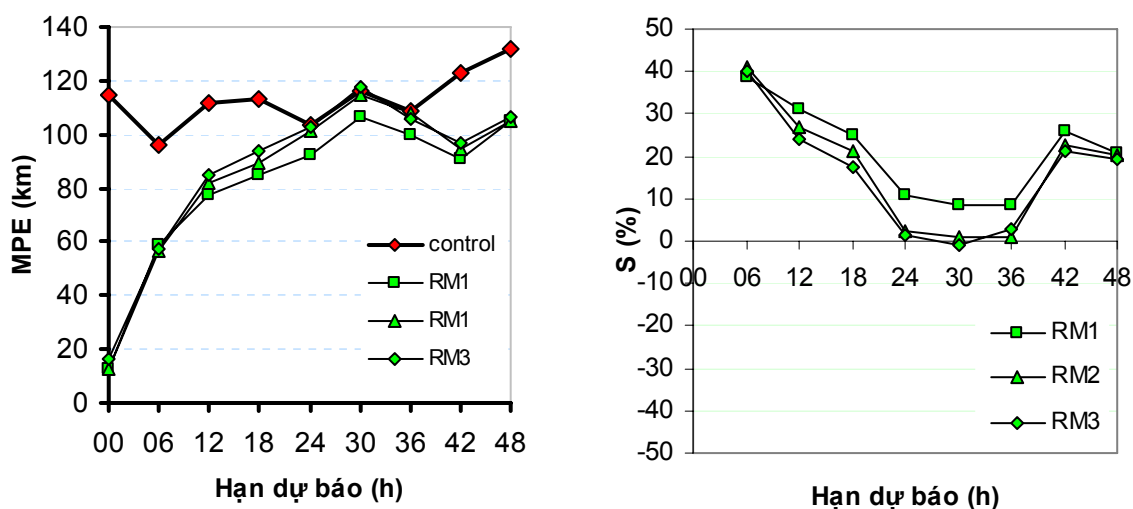 MPE (km)
140
120
100
80
60
40
20
0
00 06 12 18 24 30 36 42 48
Hạn dự báo (h)
control
RM1
RM1
RM3
S (%)
50
40
30
20
10
0
-10
-20
-30
-40
-50
00 06 12 18 24 30 36 42 48
Hạn dự báo (h)
RM1
RM2
RM3